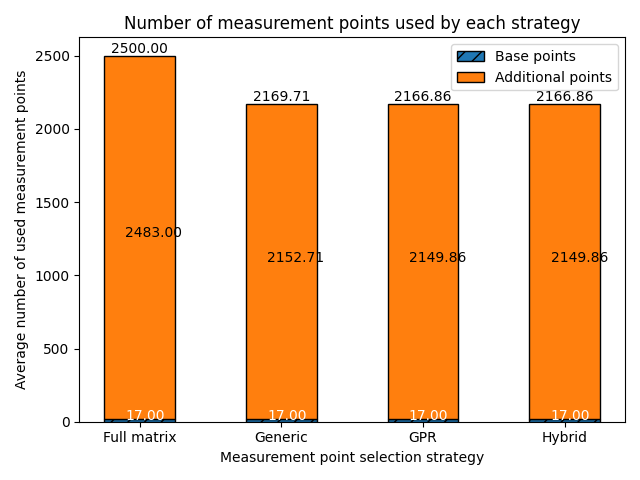 Number of measurement points used by each strategy
Average number of used measurement points
2500
2000
1500
1000
500
0
Base points
Additional points
2500.00
2169.71
2166.86
2166.86
2483.00
2152.71
2149.86
2149.86
17.00
17.00
17.00
17.00
Full matrix
Generic
GPR
Hybrid
Measurement point selection strategy